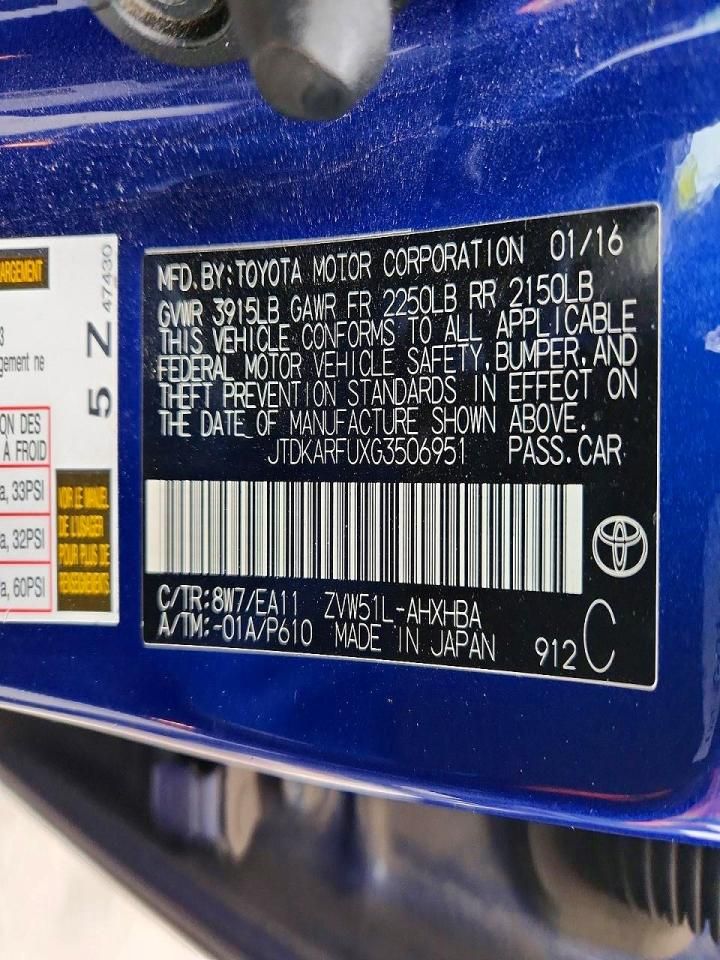 MFD.BY:TOYOTA MOTOR CORPORATION 01/16
GVWR 3915LB GAWR FR 2250LB RR 2150LB
THIS VEHICLE CONFORMS TO ALL APPLICABLE
FEDERAL MOTOR VEHICLE SAFETY,BUMPER,AND
THEFT PREVENTION STANDARDS IN EFFECT ON
THE DATE OF MANUFACTURE SHOWN ABOVE.
JTDKARFUXG3506951 PASS.CAR
C/TR:8W7/EA11 ZVW51L-AHXHBA
A/TM:-01A/P610 MADE IN JAPAN
912 C
ARGEMENT
5 Z 47430
gement ne
ON DES
À FROID
a, 33PSI
a, 32PSI
a, 60PSI
VOIR LE MANUEL
DE L'USAGER
POUR PLUS DE
RENSEIGNEMENTS